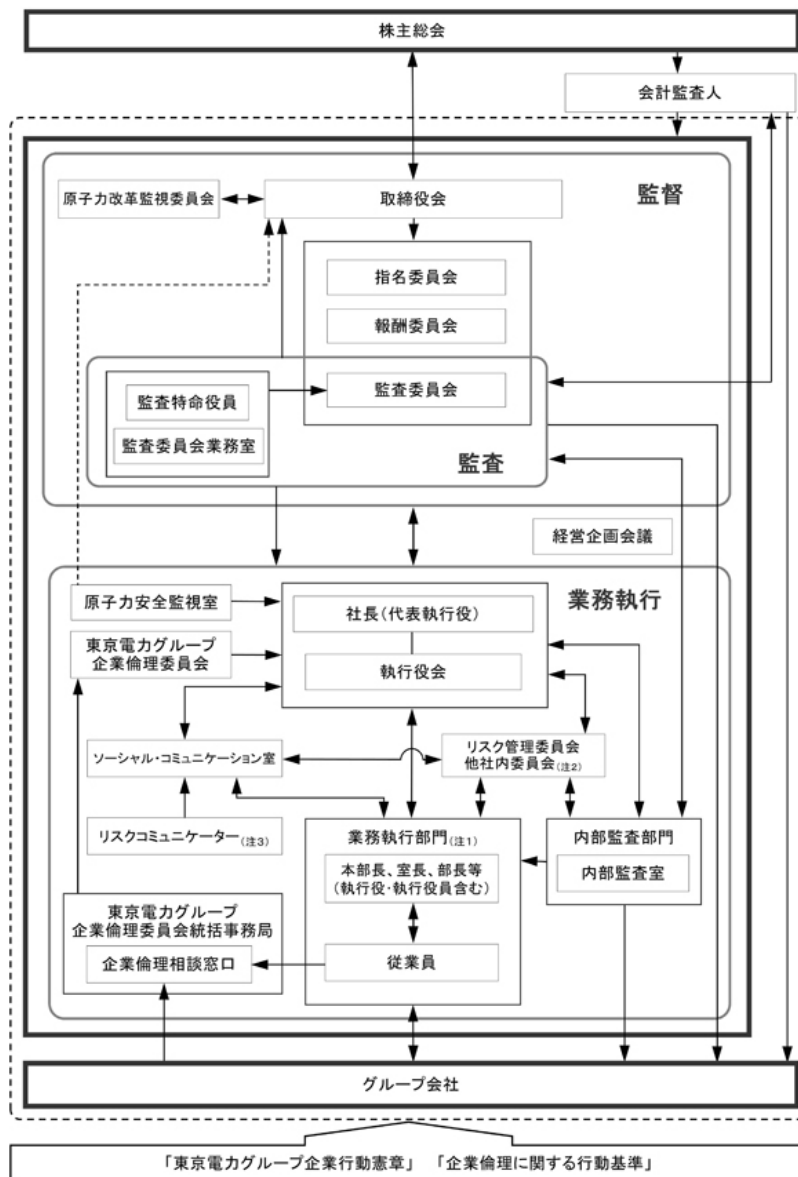 株主総会
会計監査人
監督
原子力改革監視委員会
取締役会
指名委員会
報酬委員会
監査委員会
監査特命役員
監査委員会業務室
監査
経営企画会議
業務執行
原子力安全監視室
社長(代表執行役)
東京電力グループ
企業倫理委員会
執行役会
ソーシャル・コミュニケーション室
リスク管理委員会
他社内委員会(注2)
リスクコミュニケーター(注3)
業務執行部門(注1)
本部長、室長、部長等
(執行役・執行役員含む)
従業員
内部監査部門
内部監査室
東京電力グループ
企業倫理委員会統括事務局
企業倫理相談窓口
グループ会社
「東京電力グループ企業行動憲章」 「企業倫理に関する行動基準」